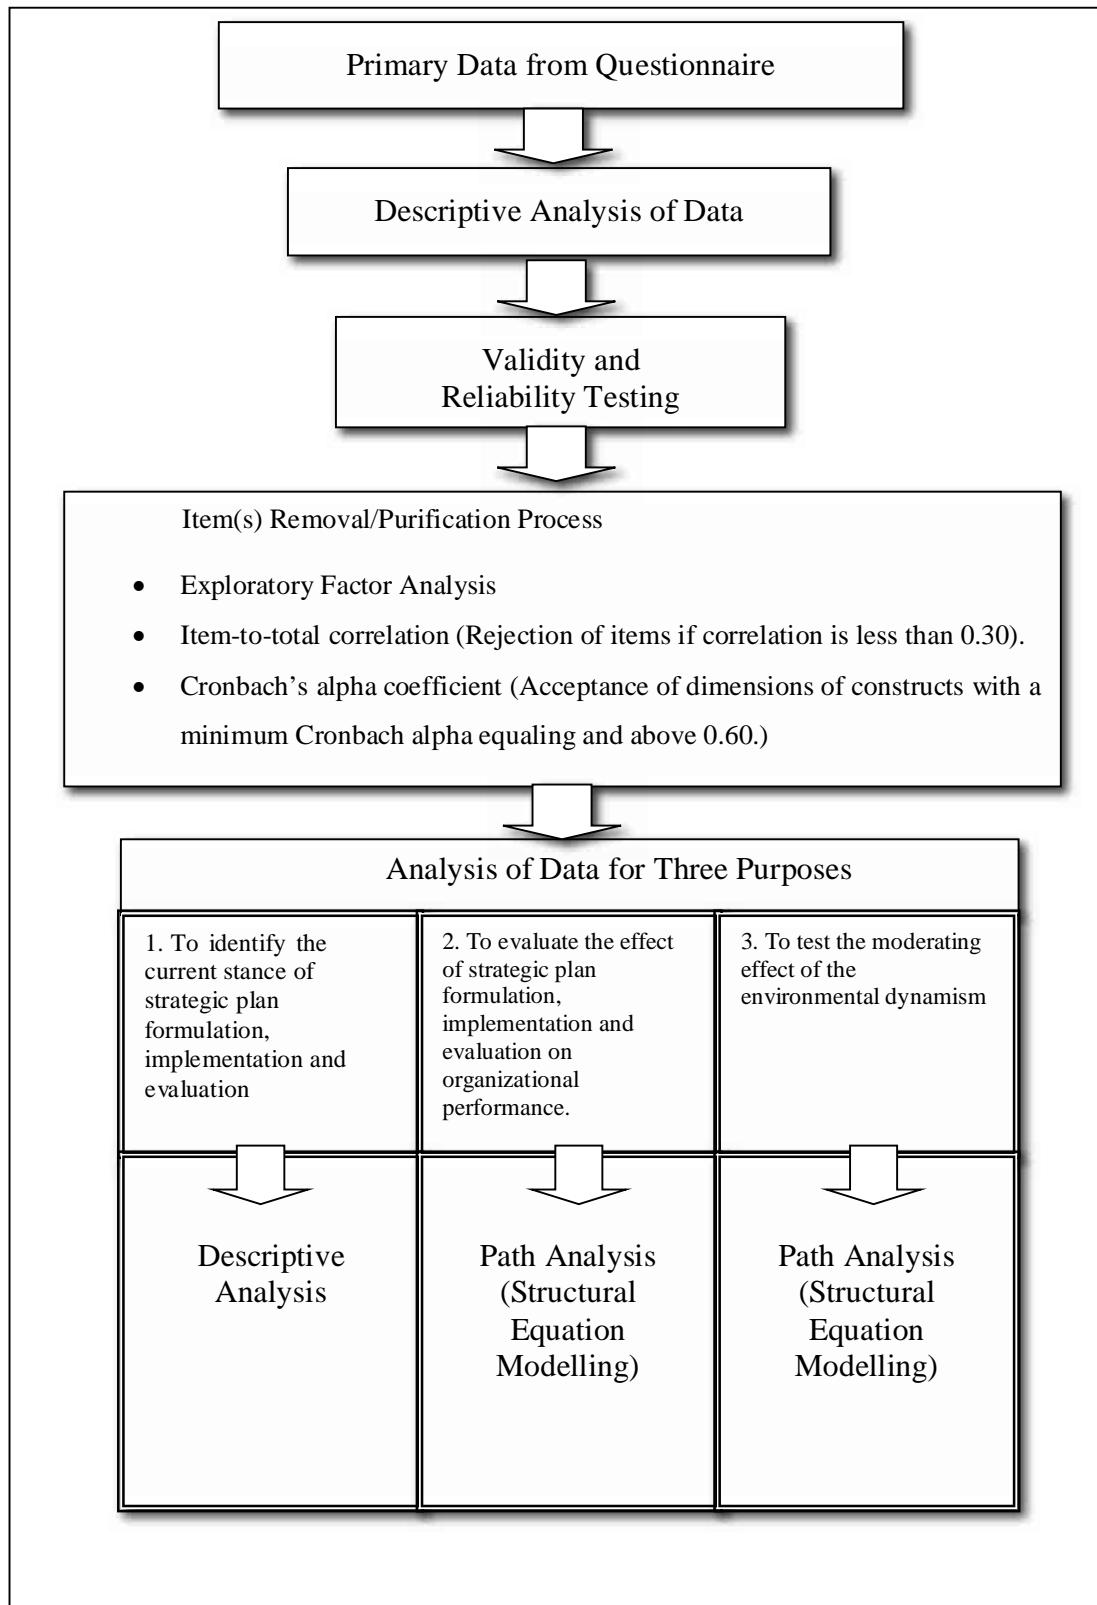 Primary Data from Questionnaire
Descriptive Analysis of Data
Validity and
Reliability Testing
Item(s) Removal/Purification Process
• Exploratory Factor Analysis
• Item-to-total correlation (Rejection of items if correlation is less than 0.30).
• Cronbach’s alpha coefficient (Acceptance of dimensions of constructs with a
minimum Cronbach alpha equaling and above 0.60.)
Analysis of Data for Three Purposes
1. To identify the
current stance of
strategic plan
formulation,
implementation and
evaluation
2. To evaluate the effect
of strategic plan
formulation,
implementation and
evaluation on
organizational
performance.
3. To test the moderating
effect of the
environmental dynamism
Descriptive
Analysis
Path Analysis
(Structural
Equation
Modelling)
Path Analysis
(Structural
Equation
Modelling)